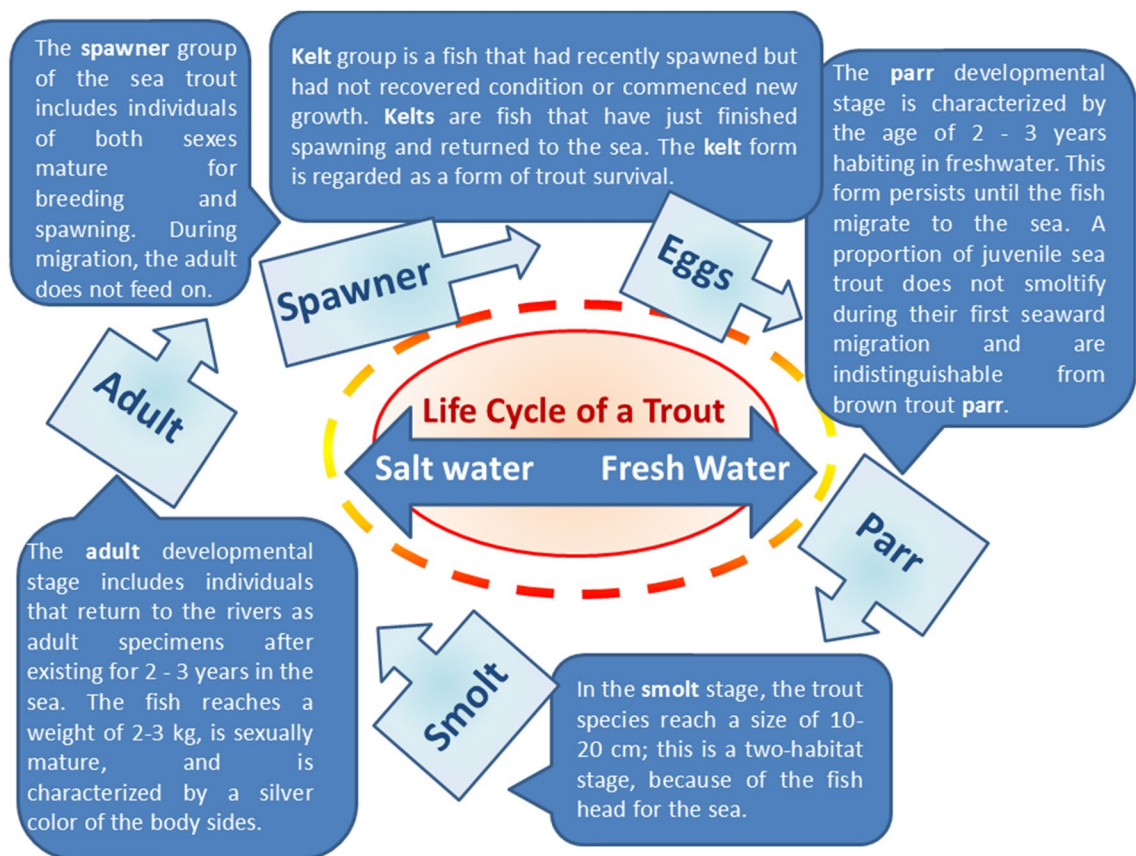 The spawner group
of the sea trout
includes individuals
of both sexes
mature for
breeding and
spawning. During
migration, the adult
does not feed on.
Kelt group is a fish that had recently spawned but
had not recovered condition or commenced new
growth. Kelts are fish that have just finished
spawning and returned to the sea. The kelt form
is regarded as a form of trout survival.
The parr developmental
stage is characterized by
the age of 2 - 3 years
habiting in freshwater. This
form persists until the fish
migrate to the sea. A
proportion of juvenile sea
trout does not smoltify
during their first seaward
migration and are
indistinguishable from
brown trout parr.
Spawner
Eggs
Adult
Life Cycle of a Trout
Salt water Fresh Water
Parr
Smolt
The adult developmental
stage includes individuals
that return to the rivers as
adult specimens after
existing for 2 - 3 years in the
sea. The fish reaches a
weight of 2-3 kg, is sexually
mature, and is
characterized by a silver
color of the body sides.
In the smolt stage, the trout
species reach a size of 10-
20 cm; this is a two-habitat
stage, because of the fish
head for the sea.